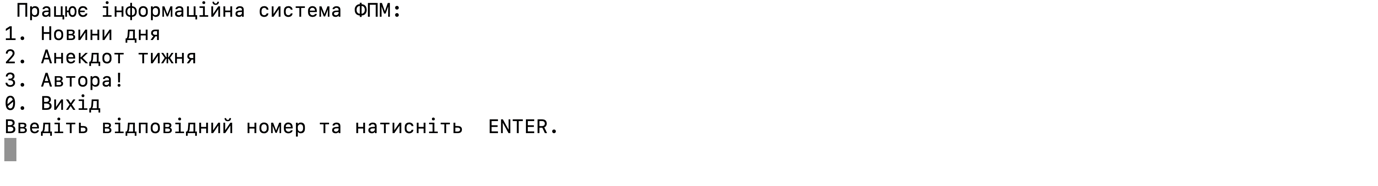 Працює інформаційна система ФПМ:
1. Новини дня
2. Анекдот тижня
3. Автора!
0. Вихід
Введіть відповідний номер та натисніть  ENTER.